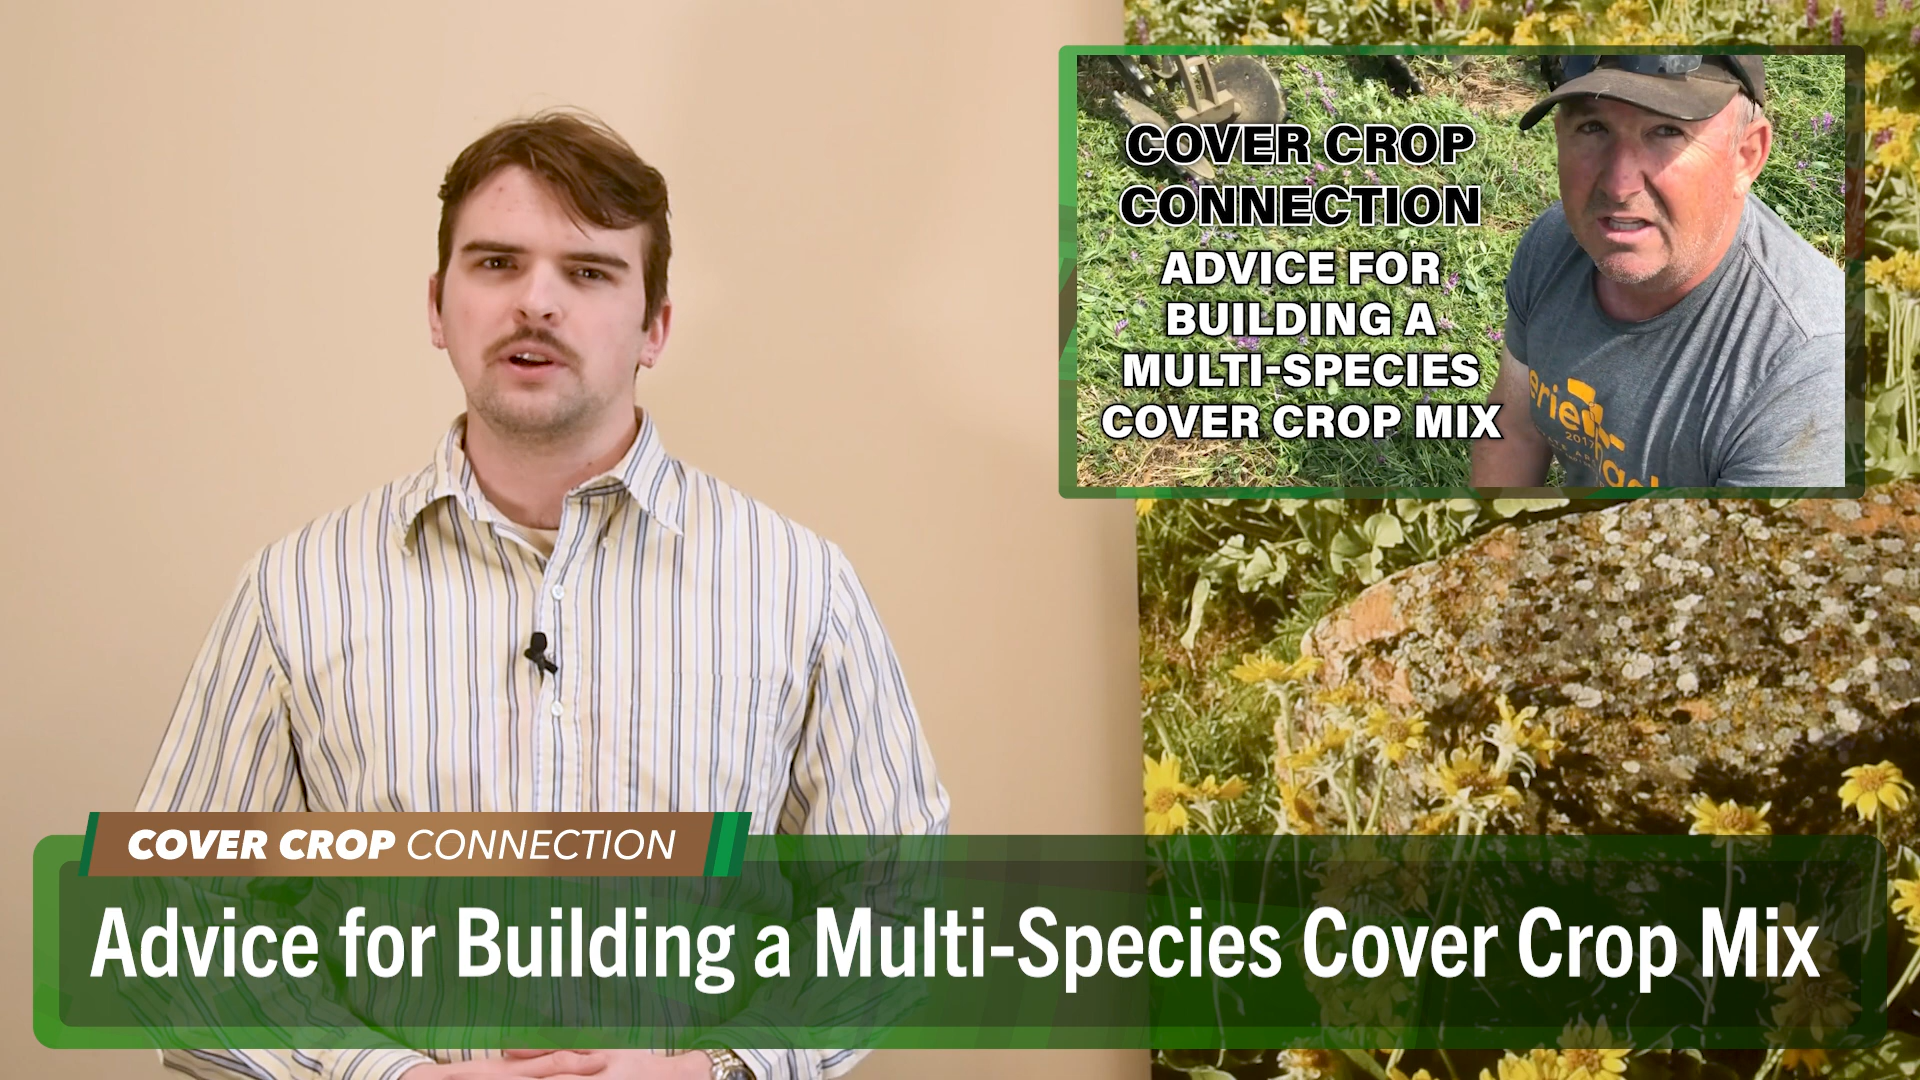 COVER CROP
CONNECTION
ADVICE FOR
BUILDING A
MULTI-SPECIES
COVER CROP MIX
2017
COVER CROP CONNECTION
Advice for Building a Multi-Species Cover Crop Mix